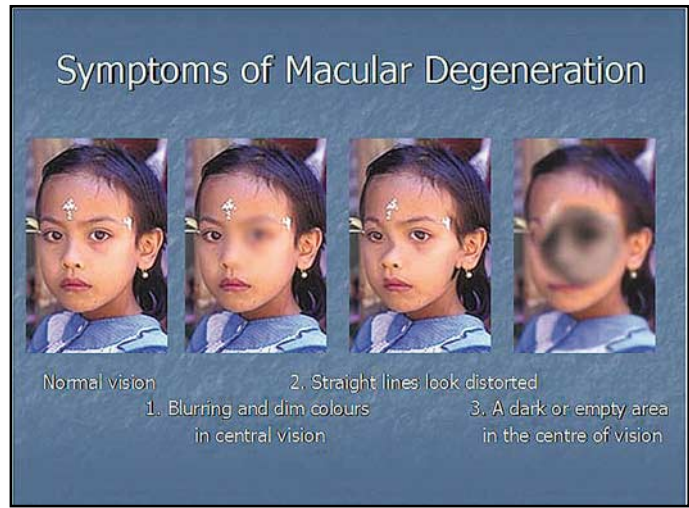 Symptoms of Macular Degeneration
Normal vision
1. Blurring and dim colours
in central vision
2. Straight lines look distorted
3. A dark or empty area
in the centre of vision